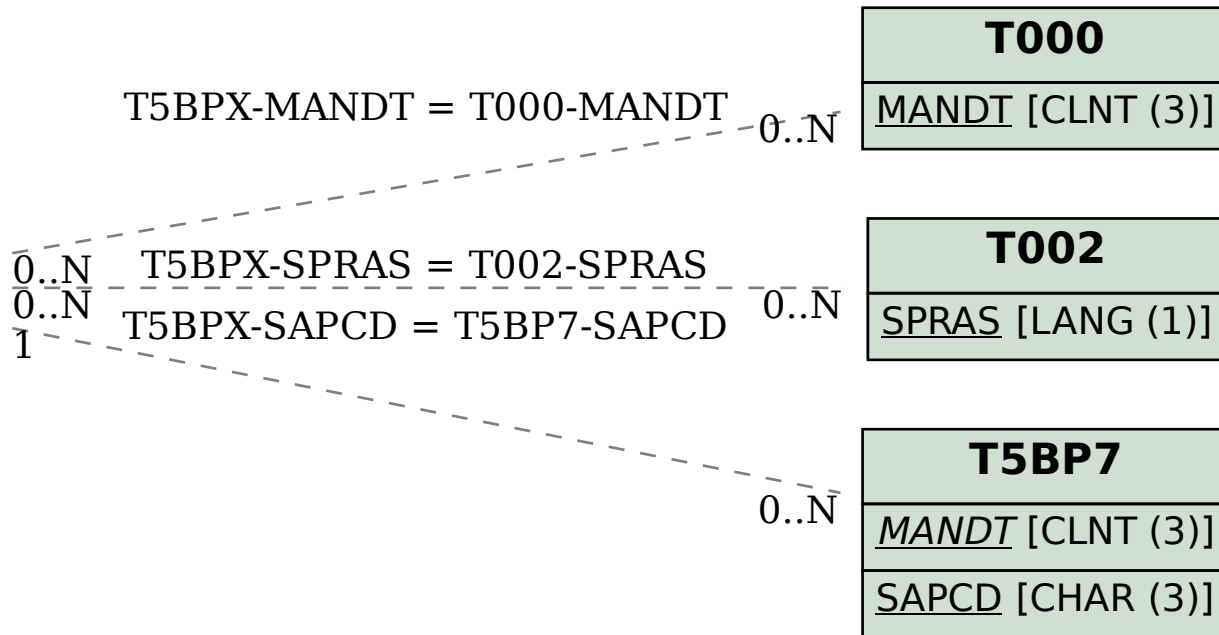 T000
MANDT [CLNT (3)]
T5BPX-MANDT = T000-MANDT
0..N
0..N
T5BPX-SPRAS = T002-SPRAS
0..N
0..N
T002
SPRAS [LANG (1)]
T5BPX-SAPCD = T5BP7-SAPCD
1
0..N
T5BP7
MANDT [CLNT (3)]
SAPCD [CHAR (3)]